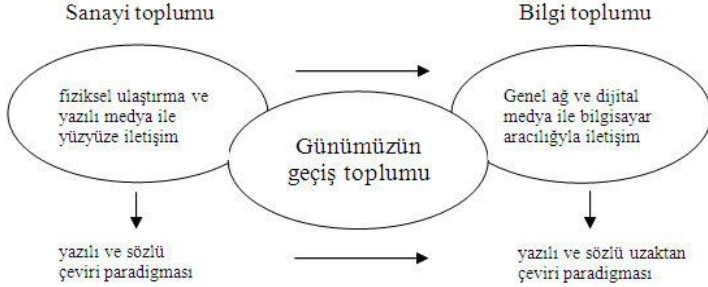 Sanayi toplumu
Bilgi toplumu
fiziksel ulaştırma ve
yazılı medya ile
yüzyüze iletişim
Genel ağ ve dijital
medya ile bilgisayar
aracılığyla iletişim
Günümüzün
geçiş toplumu
yazılı ve sözlü
çeviri paradigması
yazılı ve sözlü uzaktan
çeviri paradigması